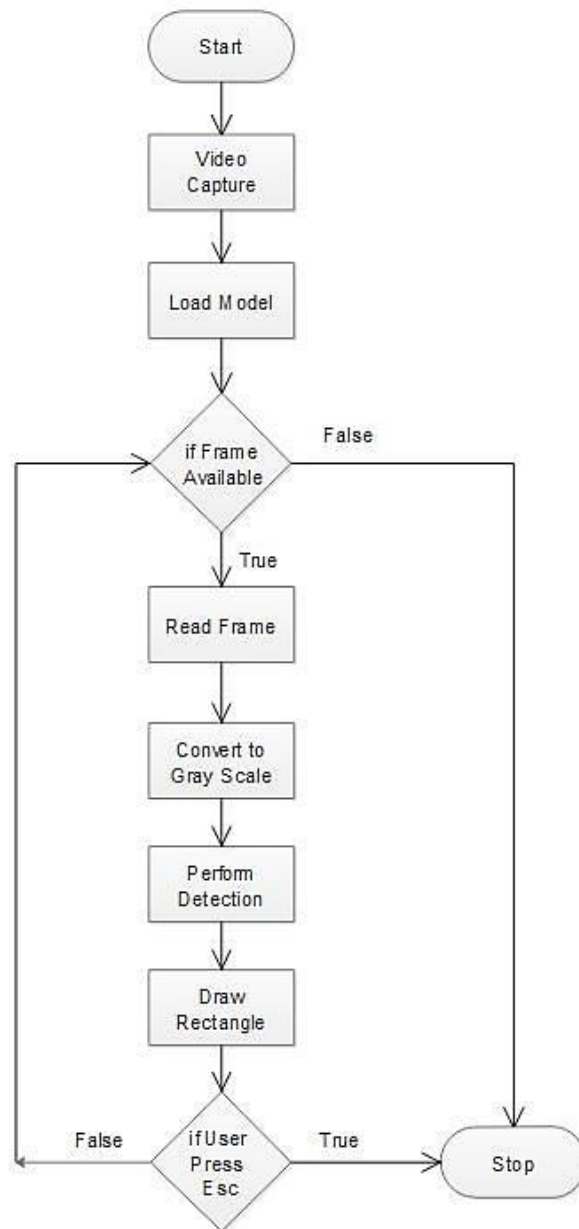 Start
Video
Capture
Load Model
if Frame
Available
False
True
Read Frame
Convert to
Gray Scale
Perform
Detection
Draw
Rectangle
False
if User
Press
Esc
True
Stop